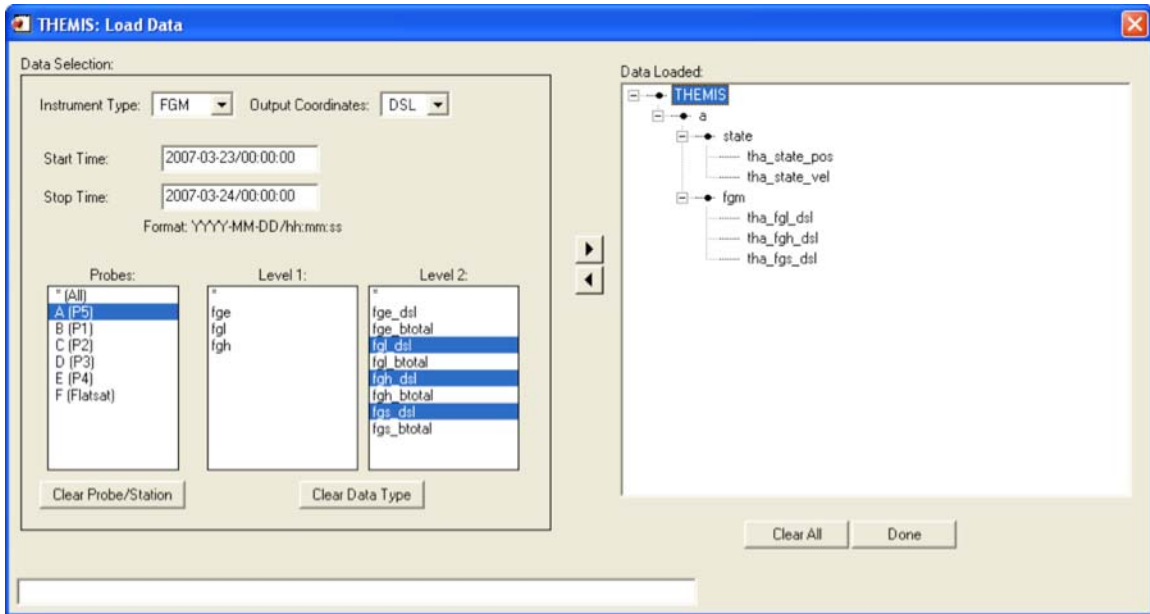 THEMIS: Load Data
Data Selection:
Instrument Type: FGM Output Coordinates: DSL
Start Time: 2007-03-23/00:00:00
Stop Time: 2007-03-24/00:00:00
Format: YYYY-MM-DD/hh:mm:ss
Probes:
* (All)
A (P5)
B (P1)
C (P2)
D (P3)
E (P4)
F (Flatsat)
Level 1:
*
fge
fgl
fgh
Level 2:
*
fge_dsl
fge_btotal
fgl_dsl
fgl_btotal
fgh_dsl
fgh_btotal
fgs_dsl
fgs_btotal
Clear Probe/Station
Clear Data Type
Data Loaded:
THEMIS
a
state
tha_state_pos
tha_state_vel
fgm
tha_fgl_dsl
tha_fgh_dsl
tha_fgs_dsl
Clear All
Done